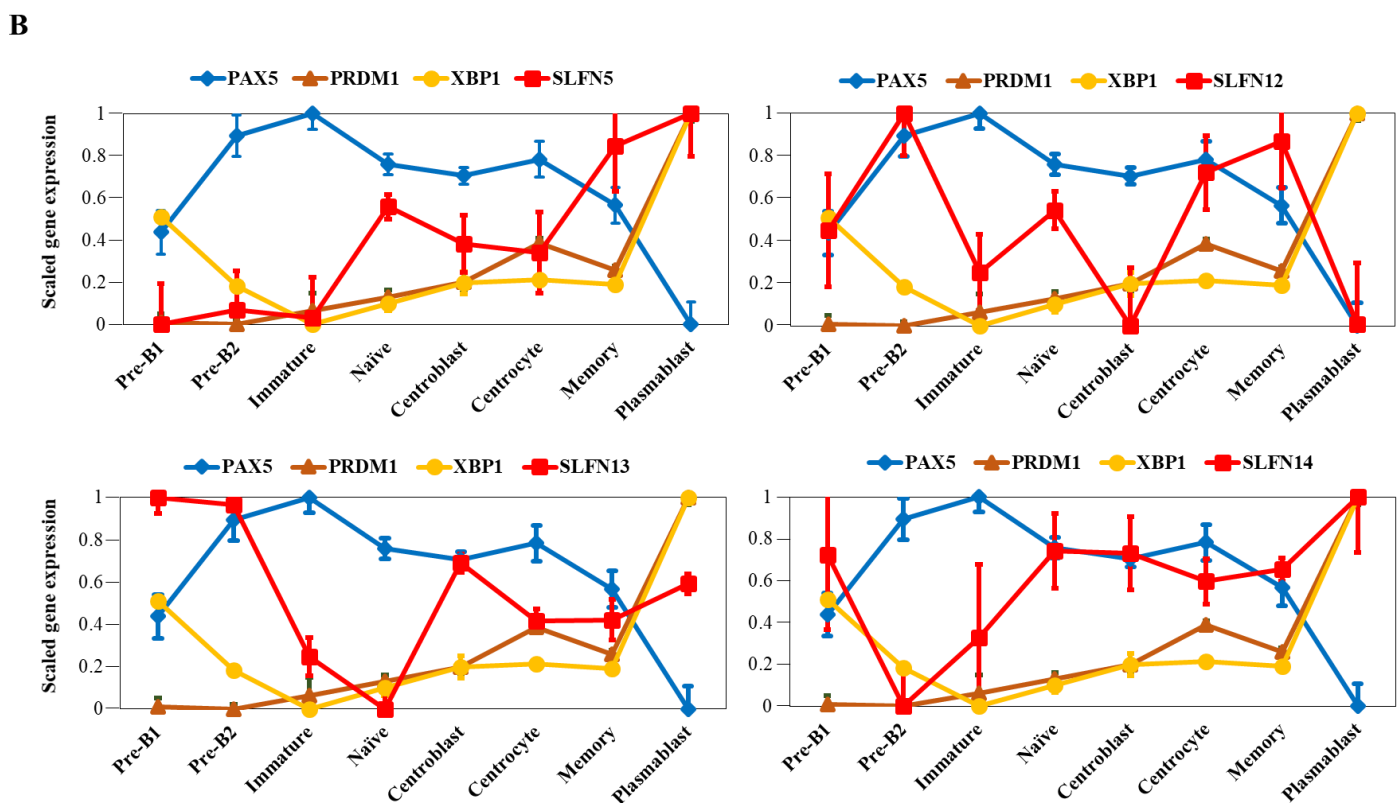 B
PAX5 PRDM1 XBP1 SLFN5
Scaled gene expression
1
0.8
0.6
0.4
0.2
0
Pre-B1
Pre-B2
Immature
Naïve
Centroblast
Centrocyte
Memory
Plasmablast
PAX5 PRDM1 XBP1 SLFN12
1
0.8
0.6
0.4
0.2
0
Pre-B1
Pre-B2
Immature
Naïve
Centroblast
Centrocyte
Memory
Plasmablast
PAX5 PRDM1 XBP1 SLFN13
Scaled gene expression
1
0.8
0.6
0.4
0.2
0
Pre-B1
Pre-B2
Immature
Naïve
Centroblast
Centrocyte
Memory
Plasmablast
PAX5 PRDM1 XBP1 SLFN14
1
0.8
0.6
0.4
0.2
0
Pre-B1
Pre-B2
Immature
Naïve
Centroblast
Centrocyte
Memory
Plasmablast